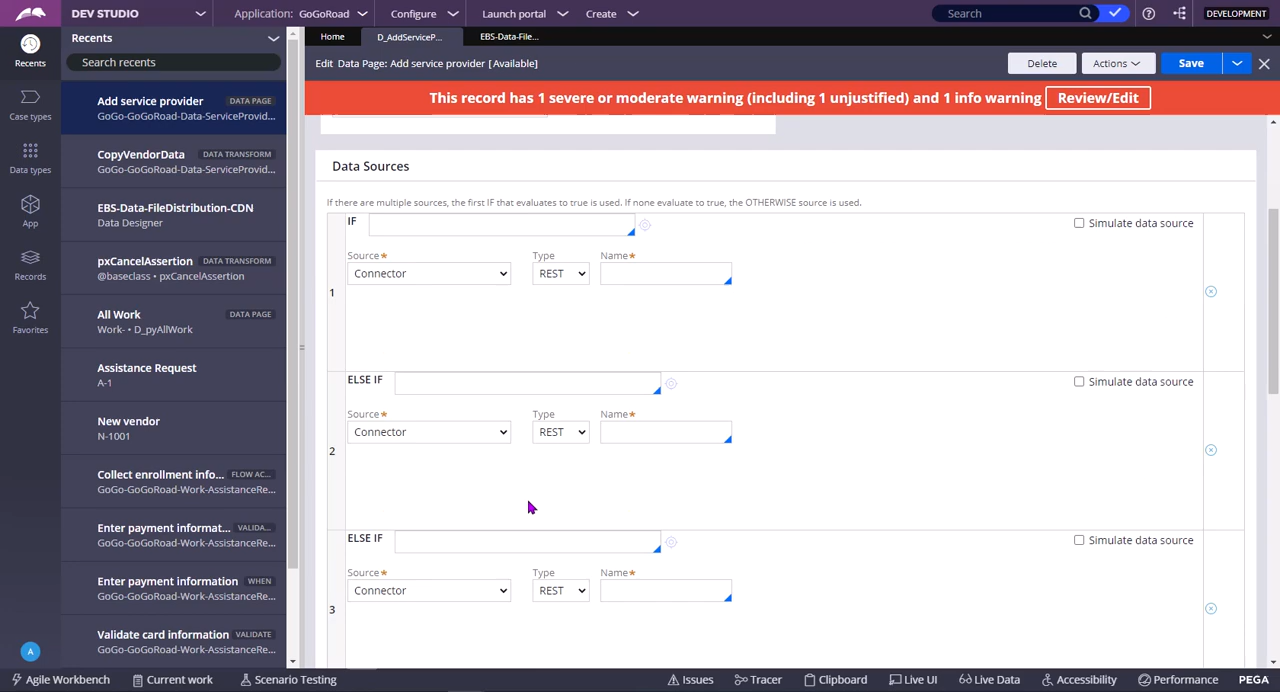 DEV STUDIO
Application: GoGoRoad
Configure
Launch portal
Create
Search
DEVELOPMENT
Recents
Case types
Data types
App
Records
Favorites
A
Recents
Search recents
Add service provider DATA PAGE
GoGo-GoGoRoad-Data-ServiceProvid...
CopyVendorData DATA TRANSFORM
GoGo-GoGoRoad-Data-ServiceProvid...
EBS-Data-FileDistribution-CDN
Data Designer
pxCancelAssertion DATA TRANSFORM
@baseclass • pxCancelAssertion
All Work DATA PAGE
Work- • D_pyAllWork
Assistance Request
A-1
New vendor
N-1001
Collect enrollment info... FLOW AC...
GoGo-GoGoRoad-Work-AssistanceRe...
Enter payment informat... VALIDA...
GoGo-GoGoRoad-Work-AssistanceRe...
Enter payment information WHEN
GoGo-GoGoRoad-Work-AssistanceRe...
Validate card information VALIDATE
GoGo-GoGoRoad-Work-AssistanceRe...
Home
D_AddServiceP...
EBS-Data-File...
Edit Data Page: Add service provider [Available]
Delete
Actions
Save
This record has 1 severe or moderate warning (including 1 unjustified) and 1 info warning Review/Edit
Data Sources
If there are multiple sources, the first IF that evaluates to true is used. If none evaluate to true, the OTHERWISE source is used.
IF
Simulate data source
Source* Type Name*
Connector REST
1
ELSE IF
Simulate data source
Source* Type Name*
Connector REST
2
ELSE IF
Simulate data source
Source* Type Name*
Connector REST
3
Agile Workbench
Current work
Scenario Testing
Issues
Tracer
Clipboard
Live UI
Live Data
Accessibility
Performance
PEGA